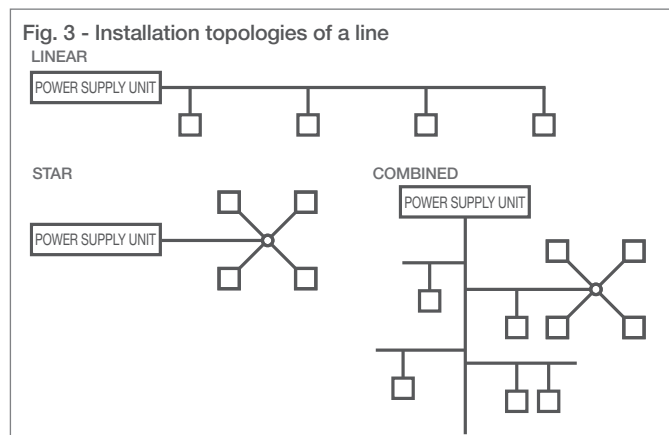 Fig. 3 - Installation topologies of a line
LINEAR
POWER SUPPLY UNIT
STAR
POWER SUPPLY UNIT
COMBINED
POWER SUPPLY UNIT